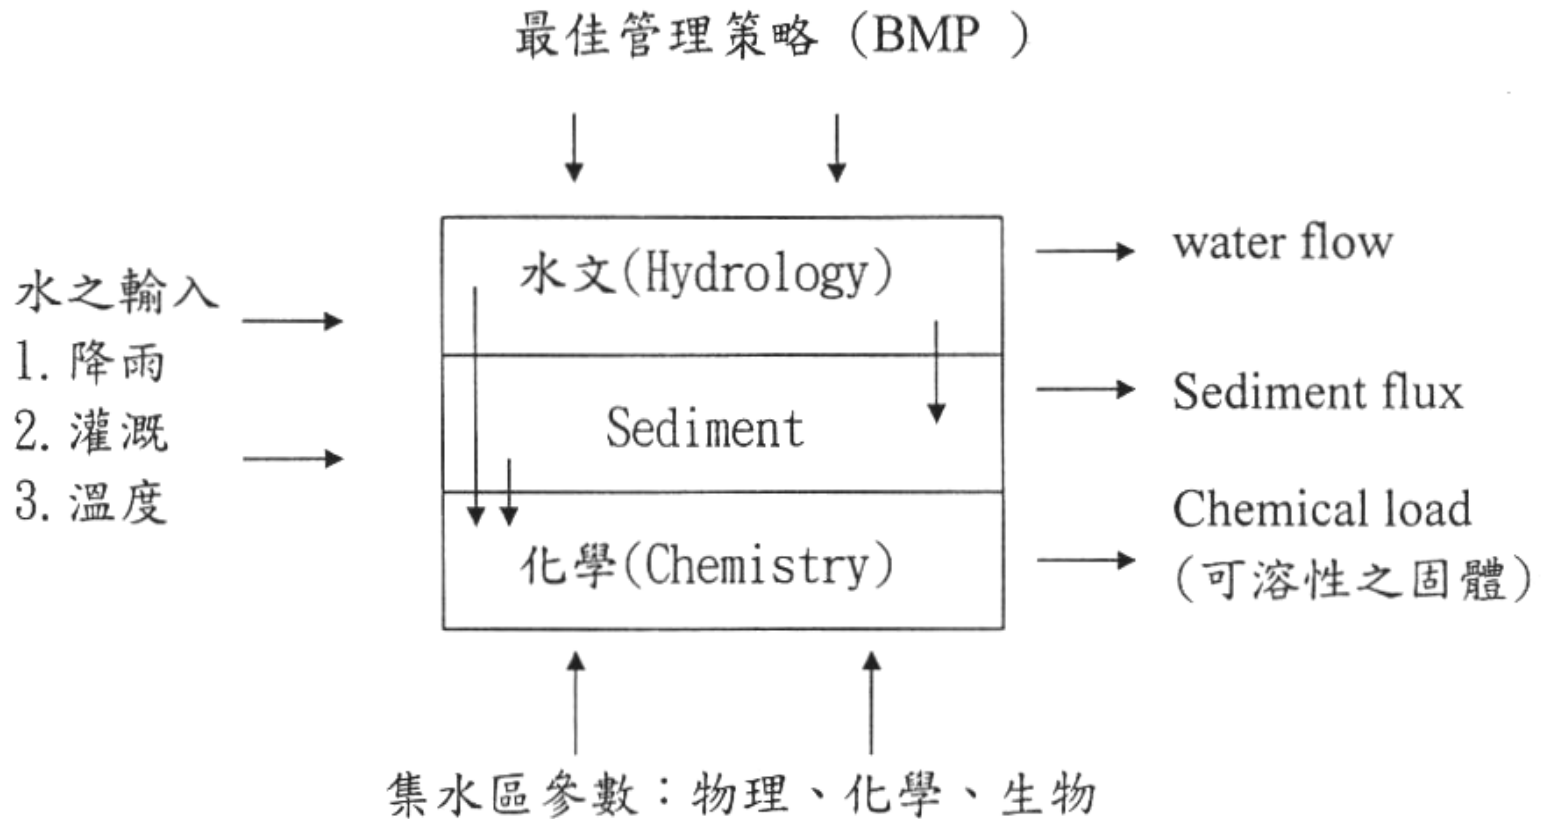 最佳管理策略（BMP ）
水之輸入
1.降雨
2.灌溉
3.溫度
水文(Hydrology)
Sediment
化學(Chemistry)
water flow
Sediment flux
Chemical load
(可溶性之固體)
集水區參數：物理、化學、生物